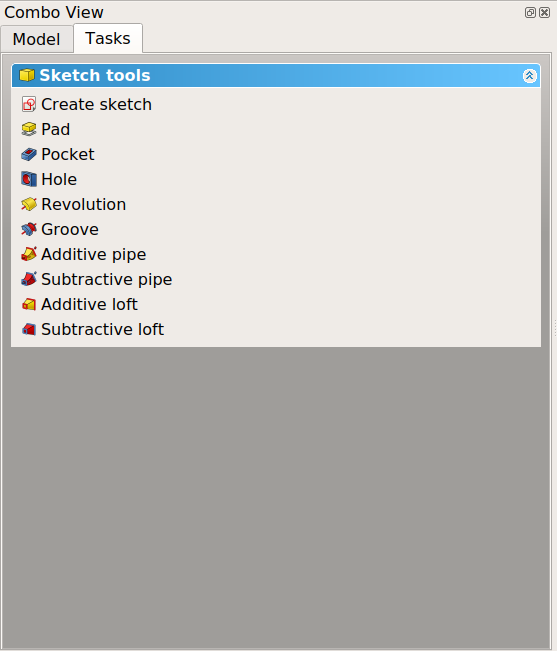 Combo View
Model Tasks
Sketch tools
Create sketch
Pad
Pocket
Hole
Revolution
Groove
Additive pipe
Subtractive pipe
Additive loft
Subtractive loft